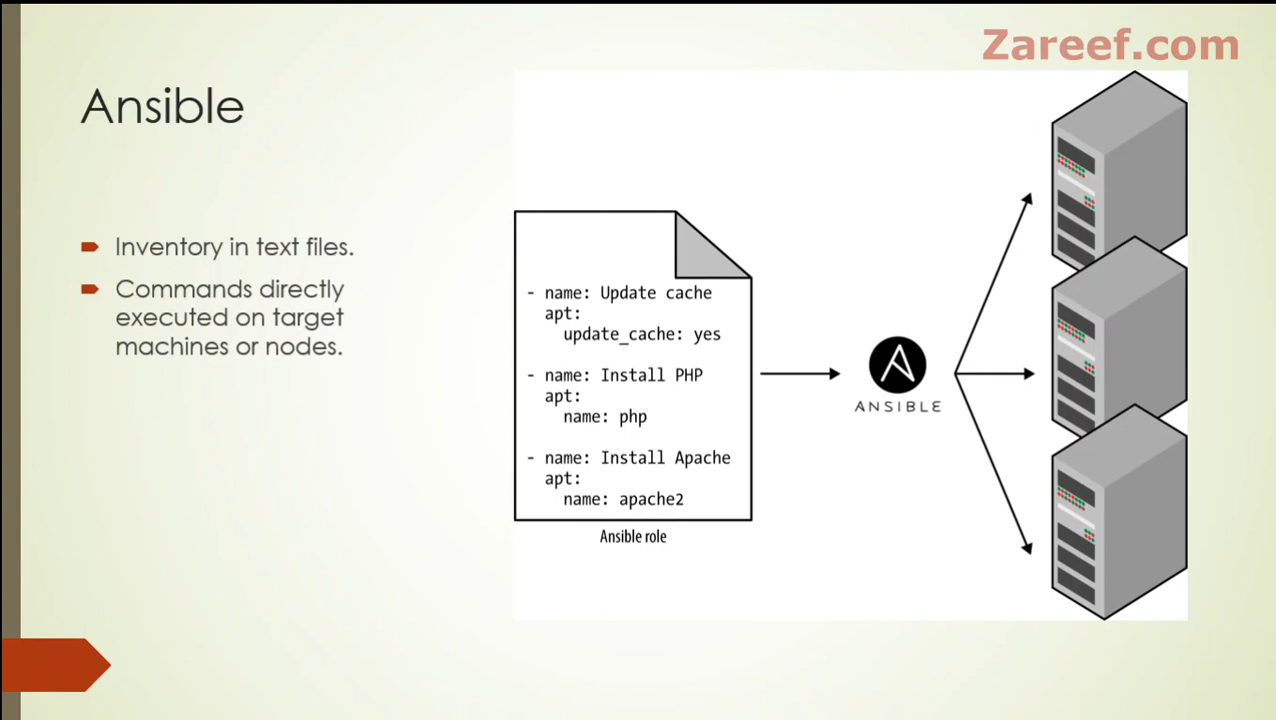 Zareef.com
Ansible
Inventory in text files.
Commands directly
executed on target
machines or nodes.
- name: Update cache
  apt:
    update_cache: yes
- name: Install PHP
  apt:
    name: php
- name: Install Apache
  apt:
    name: apache2
Ansible role
ANSIBLE